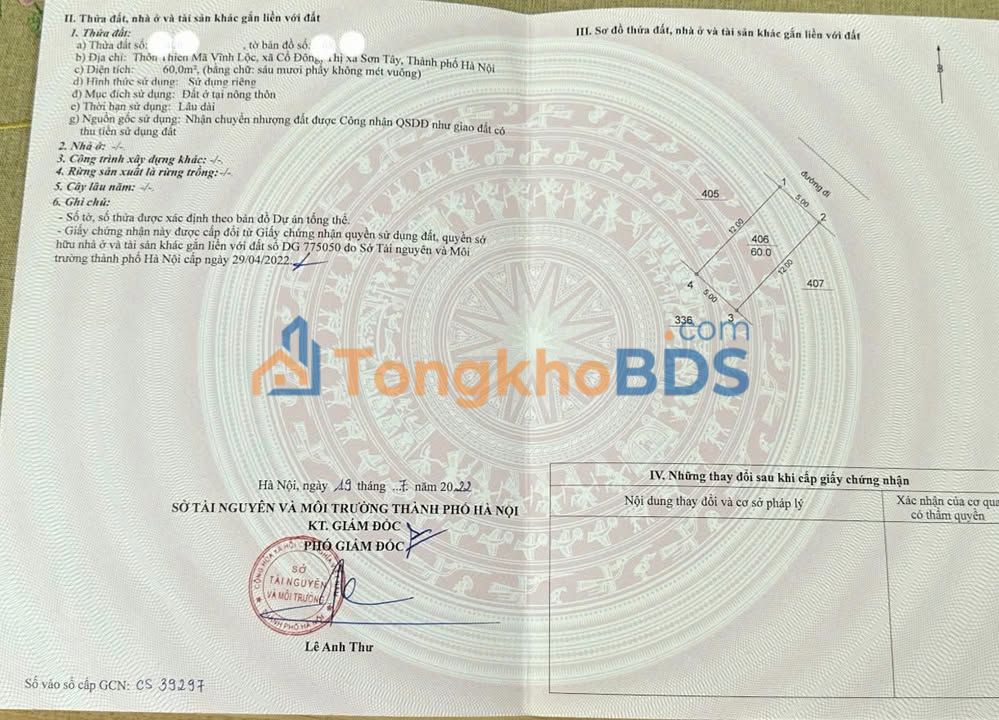 II. Thửa đất, nhà ở và tài sản khác gắn liền với đất
1. Thửa đất:
a) Thửa đất số: , tờ bản đồ số:
b) Địa chỉ: Thôn Thiên Mã Vĩnh Lộc, xã Cổ Đông, Thị xã Sơn Tây, Thành phố Hà Nội
c) Diện tích: 60,0m², (bằng chữ: sáu mươi phẩy không mét vuông)
d) Hình thức sử dụng: Sử dụng riêng
đ) Mục đích sử dụng: Đất ở tại nông thôn
e) Thời hạn sử dụng: Lâu dài
g) Nguồn gốc sử dụng: Nhận chuyển nhượng đất được Công nhận QSDĐ như giao đất có
thu tiền sử dụng đất
2. Nhà ở: -/-
3. Công trình xây dựng khác: -/-
4. Rừng sản xuất là rừng trồng:-/-
5. Cây lâu năm: -/-
6. Ghi chú:
- Số tờ, số thửa được xác định theo bản đồ Dự án tổng thể.
- Giấy chứng nhận này được cấp đổi từ Giấy chứng nhận quyền sử dụng đất, quyền sở
hữu nhà ở và tài sản khác gắn liền với đất số DG 775050 do Sở Tài nguyên và Môi
trường thành phố Hà Nội cấp ngày 29/04/2022.
Hà Nội, ngày 19 tháng 7 năm 2022
SỞ TÀI NGUYÊN VÀ MÔI TRƯỜNG THÀNH PHỐ HÀ NỘI
KT. GIÁM ĐỐC
PHÓ GIÁM ĐỐC
SỞ
TÀI NGUYÊN
VÀ MÔI TRƯỜNG
THÀNH PHỐ HÀ NỘI
Lê Anh Thư
Số vào sổ cấp GCN: CS 39297
III. Sơ đồ thửa đất, nhà ở và tài sản khác gắn liền với đất
B
đường đi
405
1
5.00
2
12.00
406
60.0
12.00
407
4
5.00
3
336
TongkhoBDS
.com
IV. Những thay đổi sau khi cấp giấy chứng nhận
Nội dung thay đổi và cơ sở pháp lý
Xác nhận của cơ qua
có thẩm quyền